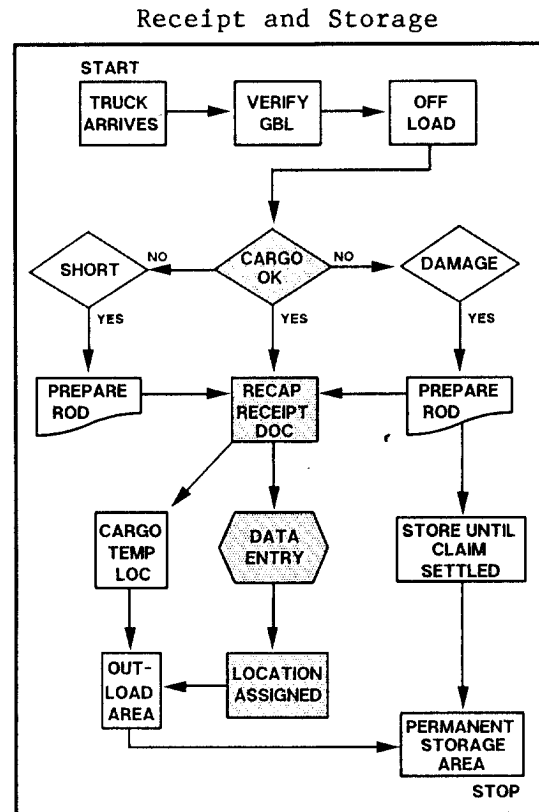 Receipt and Storage
START
TRUCK
ARRIVES
VERIFY
GBL
OFF
LOAD
SHORT
NO
CARGO
OK
NO
DAMAGE
YES
YES
YES
PREPARE
ROD
RECAP
RECEIPT
DOC
PREPARE
ROD
CARGO
TEMP
LOC
DATA
ENTRY
STORE UNTIL
CLAIM
SETTLED
OUT-
LOAD
AREA
LOCATION
ASSIGNED
PERMANENT
STORAGE
AREA
STOP